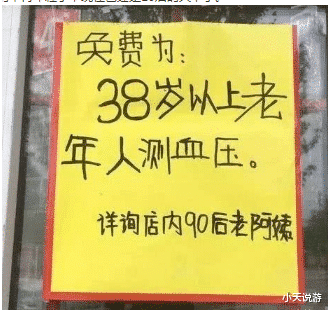 免费为:
38岁以上老
年人测血压。
详询店内90后老阿姨
小天说游